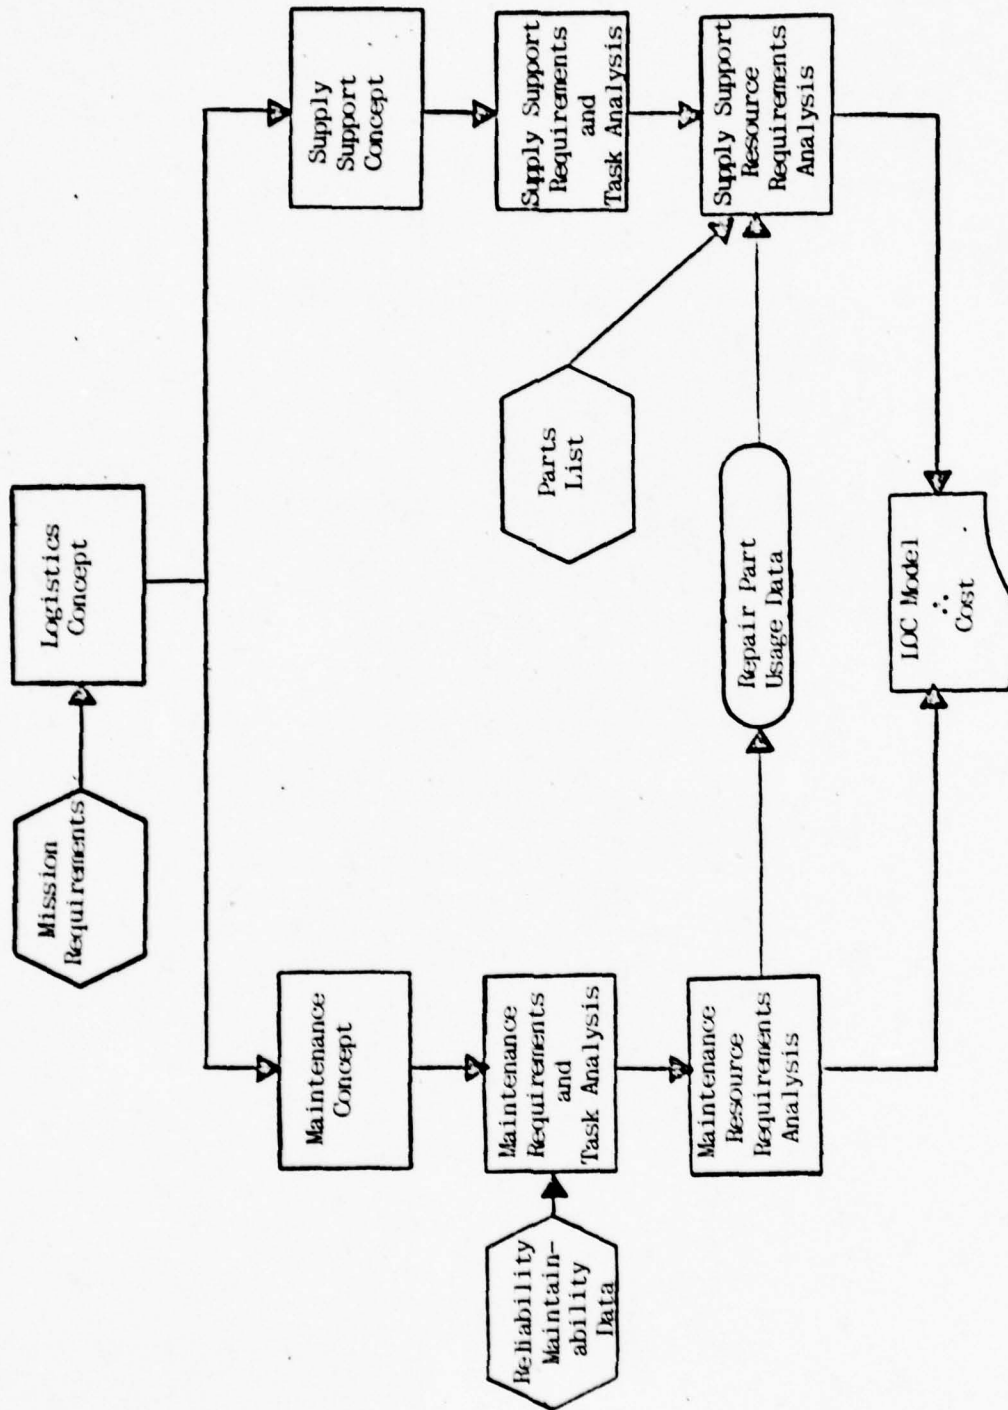 Mission
Requirements
Logistics
Concept
Maintenance
Concept
Supply
Support
Concept
Reliability
Maintain-
ability
Data
Maintenance
Requirements
and
Task Analysis
Parts
List
Supply Support
Requirements
and
Task Analysis
Maintenance
Resource
Requirements
Analysis
Repair Part
Usage Data
Supply Support
Resource
Requirements
Analysis
LOC Model
∴
Cost